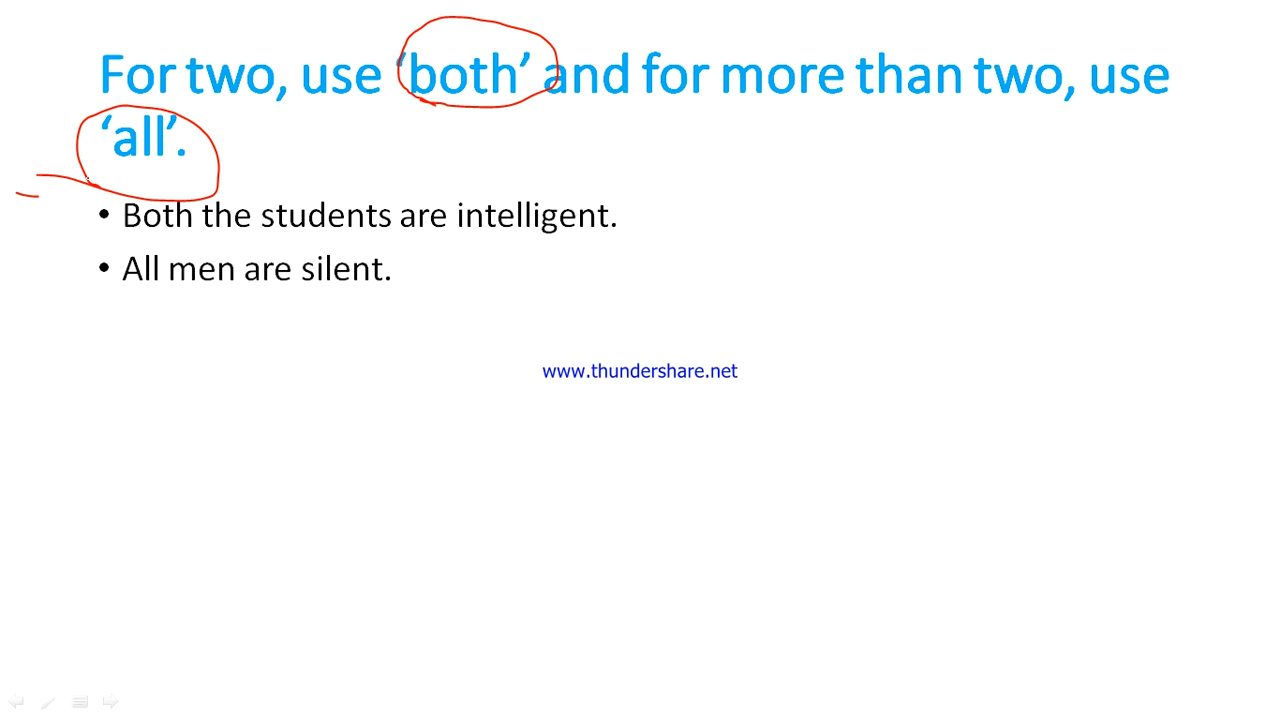 For two, use ‘both’ and for more than two, use
‘all’.
• Both the students are intelligent.
• All men are silent.
www.thundershare.net